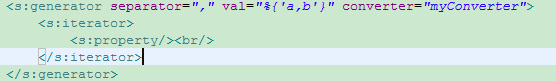 <s:generator separator="," val="%{'a,b'}" converter="myConverter">
<s:iterator>
<s:property/><br/>
</s:iterator>
</s:generator>